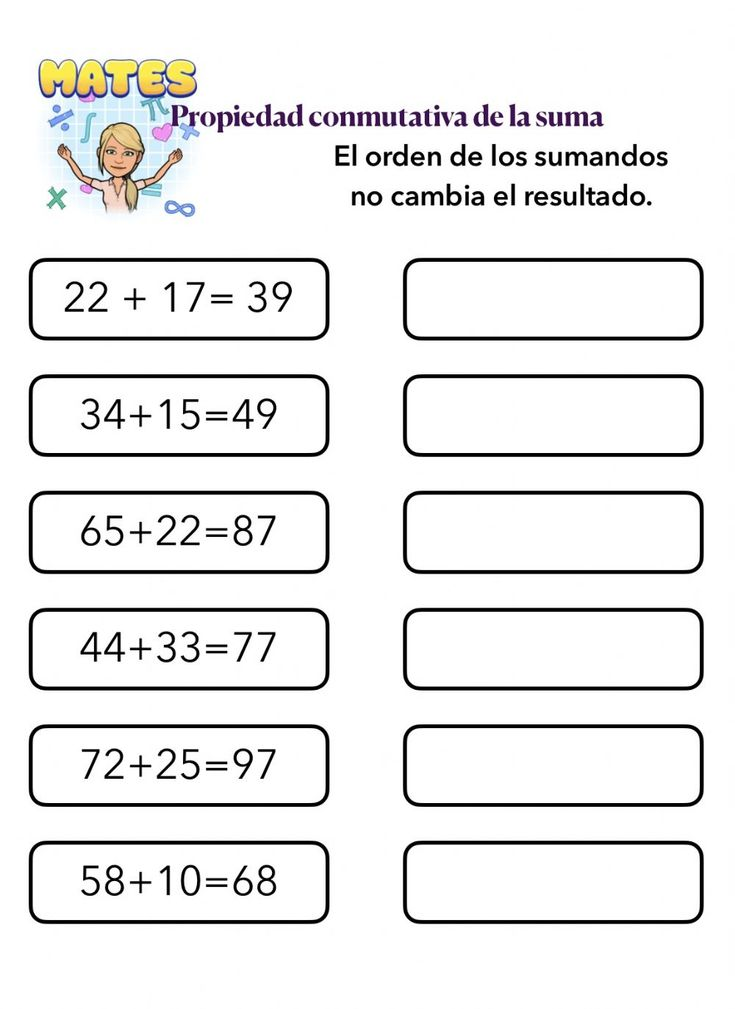 MATES
Propiedad conmutativa de la suma
El orden de los sumandos
no cambia el resultado.
22 + 17= 39
34+15=49
65+22=87
44+33=77
72+25=97
58+10=68